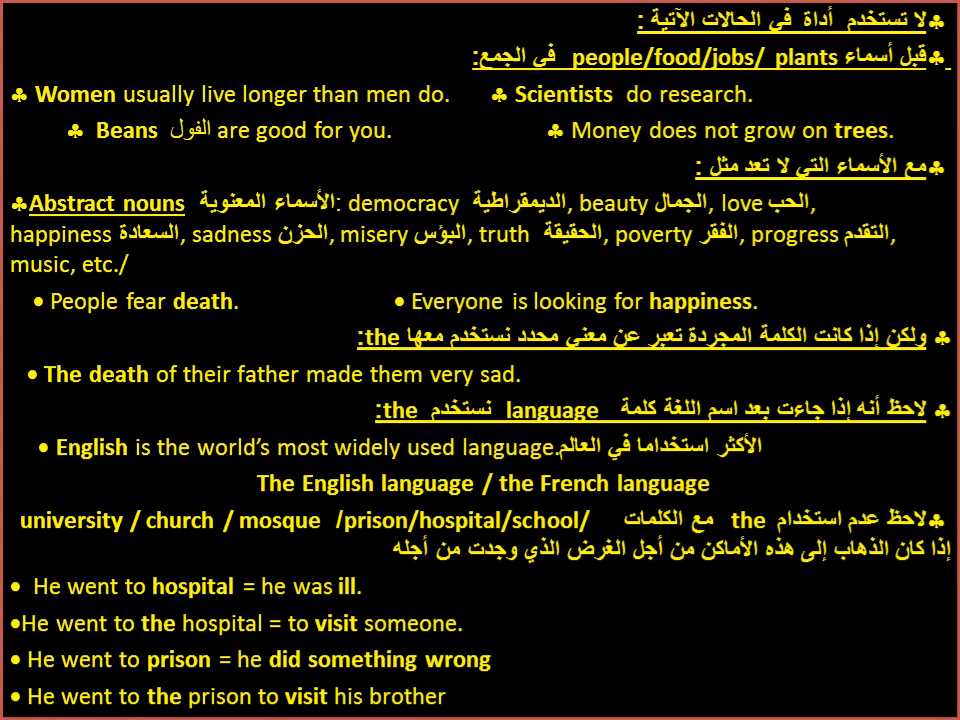 ♣لا تستخدم أداة في الحالات الآتية :
♣قبل أسماء people/food/jobs/ plants في الجمع:
♣ Women usually live longer than men do. ♣ Scientists do research.
♣ Beans الفول are good for you. ♣ Money does not grow on trees.
♣مع الأسماء التي لا تعد مثل :
♣Abstract nouns الأسماء المعنوية: democracy الديمقراطية, beauty الجمال, love الحب,
happiness السعادة, sadness الحزن, misery البؤس, truth الحقيقة, poverty الفقر, progress التقدم,
music, etc./
• People fear death. • Everyone is looking for happiness.
♣ ولكن إذا كانت الكلمة المجردة تعبر عن معني محدد نستخدم معها the:
• The death of their father made them very sad.
♣ لاحظ أنه إذا جاءت بعد اسم اللغة كلمة language نستخدم the:
• English is the world’s most widely used language.الأكثر استخداما في العالم
The English language / the French language
♣لاحظ عدم استخدام the مع الكلمات university / church / mosque /prison/hospital/school/
إذا كان الذهاب إلى هذه الأماكن من أجل الغرض الذي وجدت من أجله
• He went to hospital = he was ill.
•He went to the hospital = to visit someone.
• He went to prison = he did something wrong
• He went to the prison to visit his brother